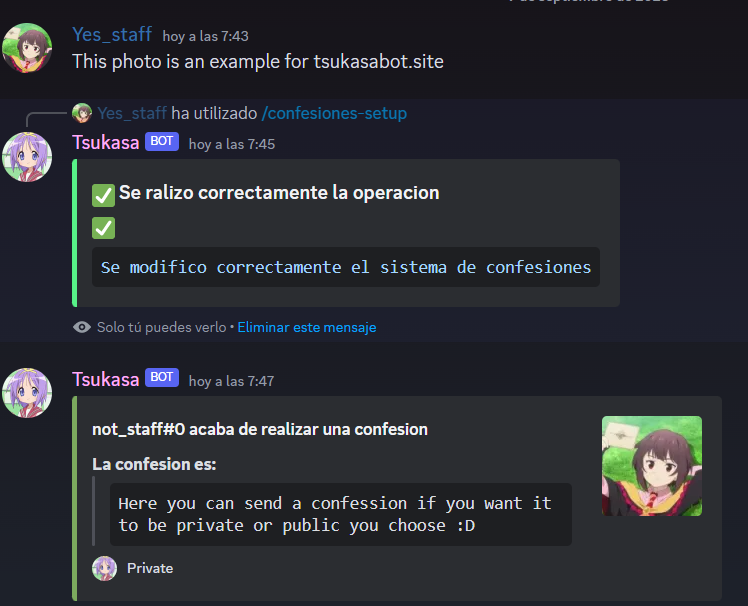 Yes_staff hoy a las 7:43
This photo is an example for tsukasabot.site
Yes_staff ha utilizado /confesiones-setup
Tsukasa BOT hoy a las 7:45
Se ralizo correctamente la operacion
Se modifico correctamente el sistema de confesiones
Solo tú puedes verlo • Eliminar este mensaje
Tsukasa BOT hoy a las 7:47
not_staff#0 acaba de realizar una confesion
La confesion es:
Here you can send a confession if you want it
to be private or public you choose :D
Private